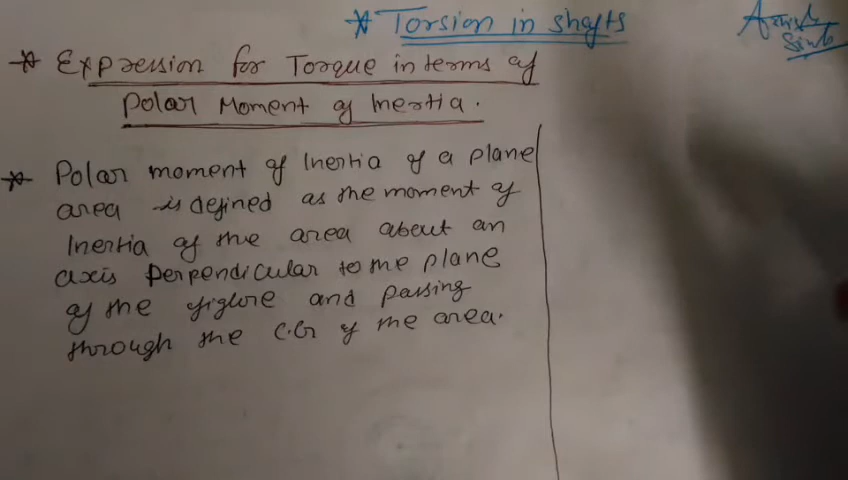 * Torsion in shafts
* Expression for Torque in terms of
Polar Moment of Inertia.
* Polar moment of Inertia of a plane
area is defined as the moment of
Inertia of the area about an
axis perpendicular to the plane
of the figure and passing
through the C.G of the area.